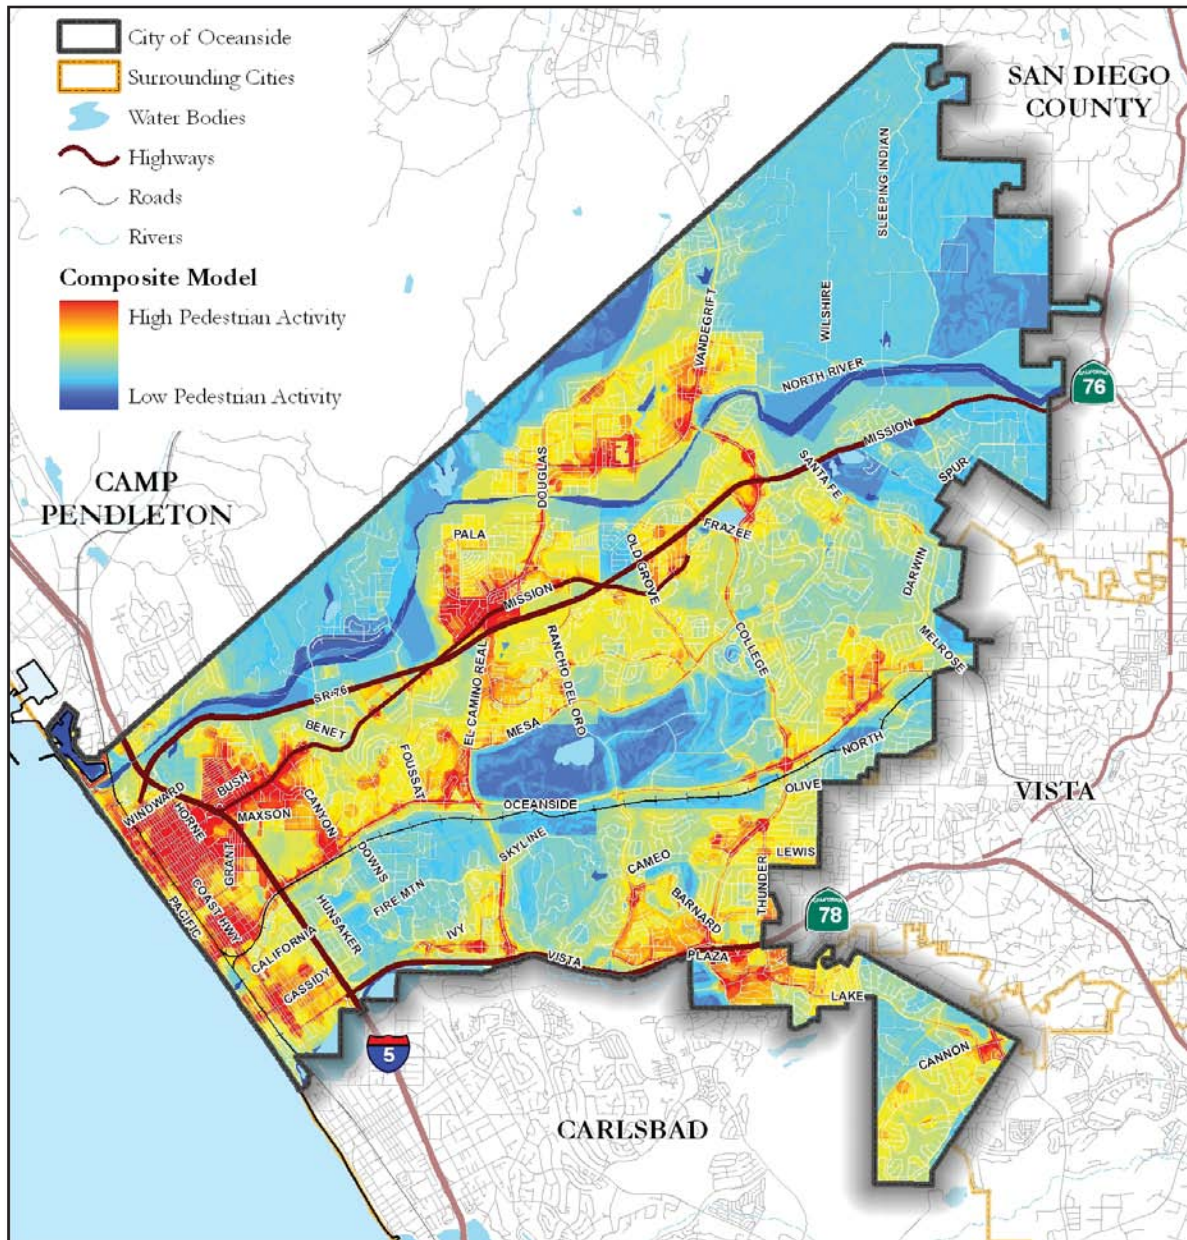 City of Oceanside
Surrounding Cities
Water Bodies
Highways
Roads
Rivers
Composite Model
High Pedestrian Activity
Low Pedestrian Activity
SAN DIEGO
COUNTY
SLEEPING INDIAN
WILSHIRE
VANDEGRIFT
NORTH RIVER
CALIFORNIA
76
MISSION
SANTA FE
SPUR
DOUGLAS
CAMP
PENDLETON
PALA
FRAZEE
OLD GROVE
MISSION
DARWIN
COLLEGE
MELROSE
RANCHO DEL ORO
EL CAMINO REAL
SR-76
BENET
MESA
FOUSSAT
NORTH
BUSH
WINDWARD
HORNE
MAXSON
CANYON
OCEANSIDE
OLIVE
VISTA
GRANT
DOWNS
SKYLINE
LEWIS
CAMEO
THUNDER
FIRE MTN
COAST HWY
PACIFIC
HUNSAKER
BARNARD
CALIFORNIA
78
IVY
CALIFORNIA
CASSIDY
VISTA
PLAZA
LAKE
5
CANNON
CARLSBAD